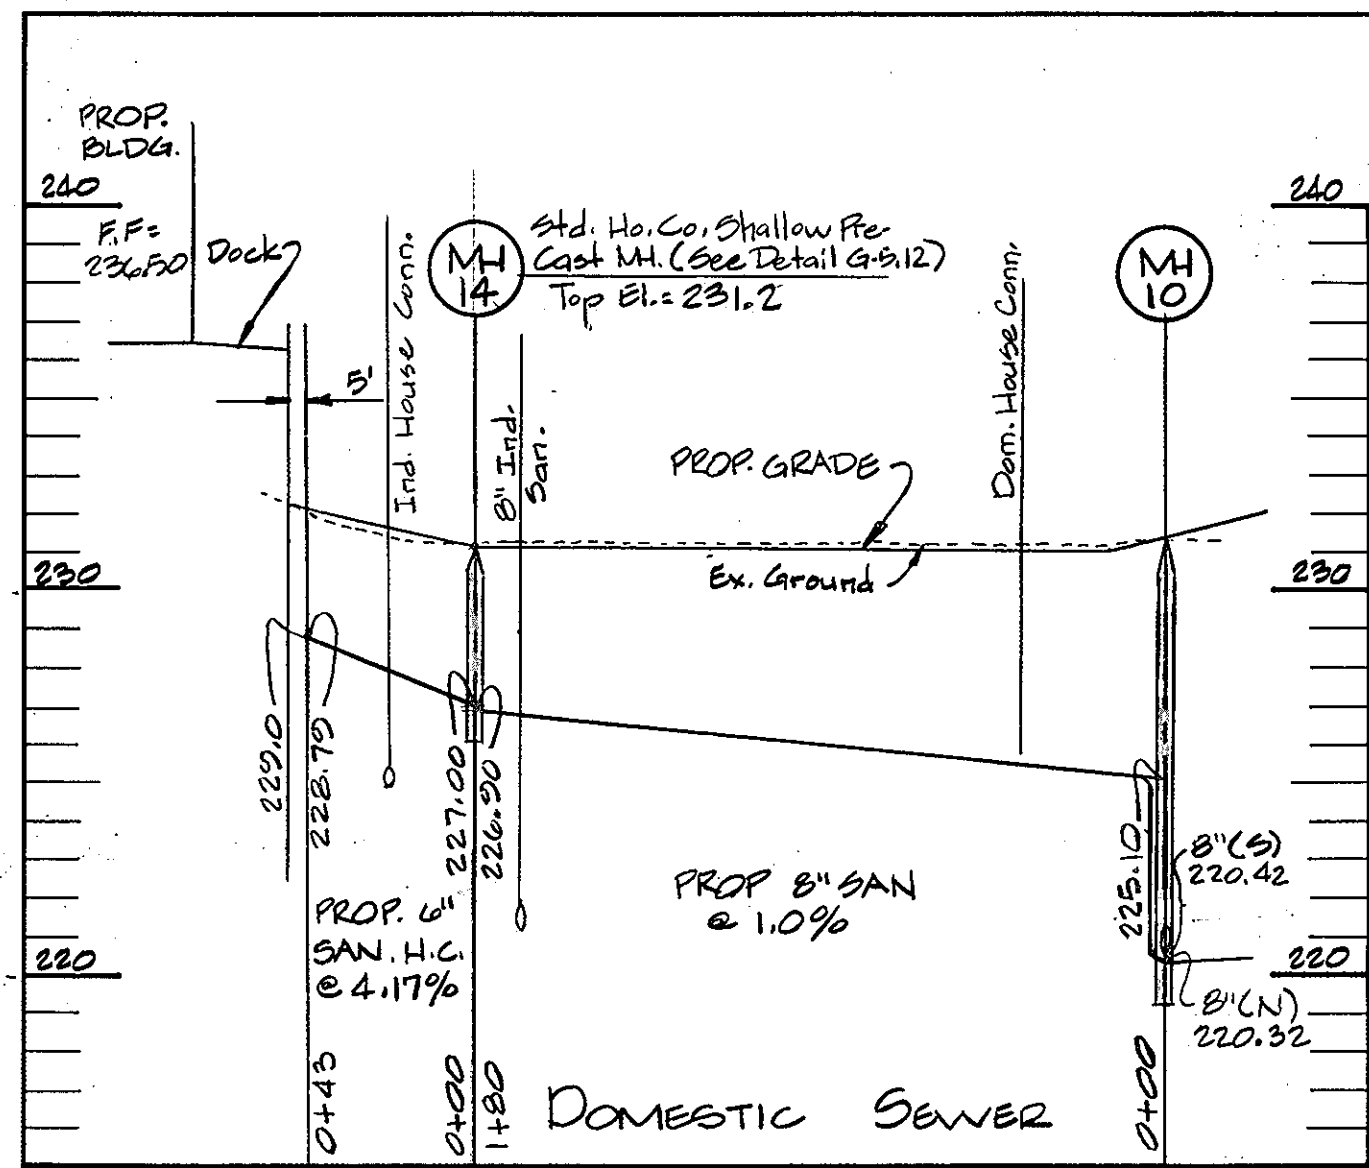 PROP.
BLDG.
240
F.F=
236.50
Dock
MH
14
Std. Ho. Co. Shallow Pre-
Cast MH. (See Detail G-5.12)
Top El.= 231.2
MH
10
240
5'
Ind. House Conn.
8" Ind.
San.
Dom. House Conn.
PROP. GRADE
Ex. Ground
230
230
229.0
228.79
227.00
226.90
225.10
8"(S)
220.42
PROP. 6"
SAN. H.C.
@ 4.17%
PROP 8" SAN
@ 1.0%
220
220
8"(N)
220.32
0+43
0+00
1+80
0+00
DOMESTIC SEWER